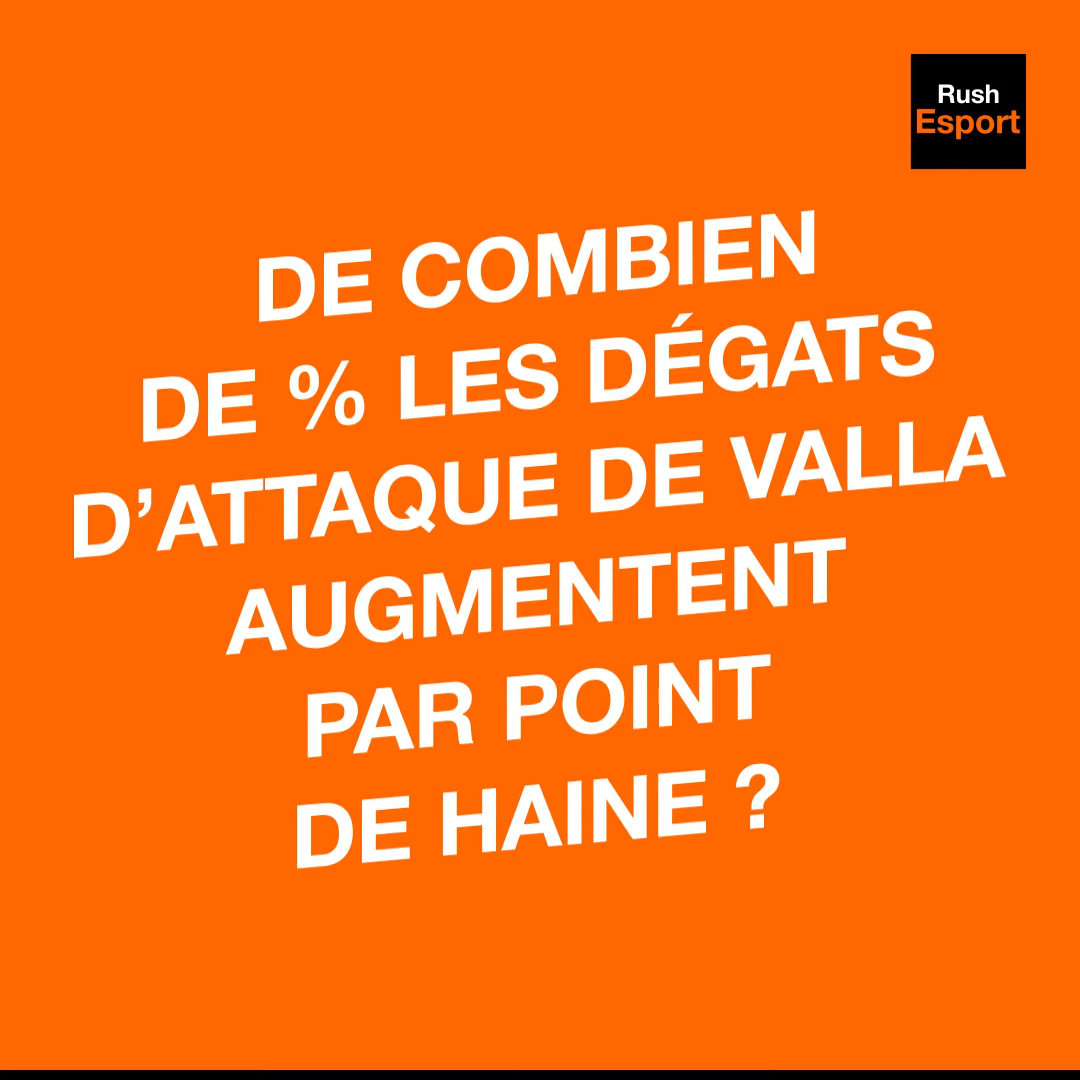 Rush
Esport
DE COMBIEN
DE % LES DÉGATS
D’ATTAQUE DE VALLA
AUGMENTENT
PAR POINT
DE HAINE ?